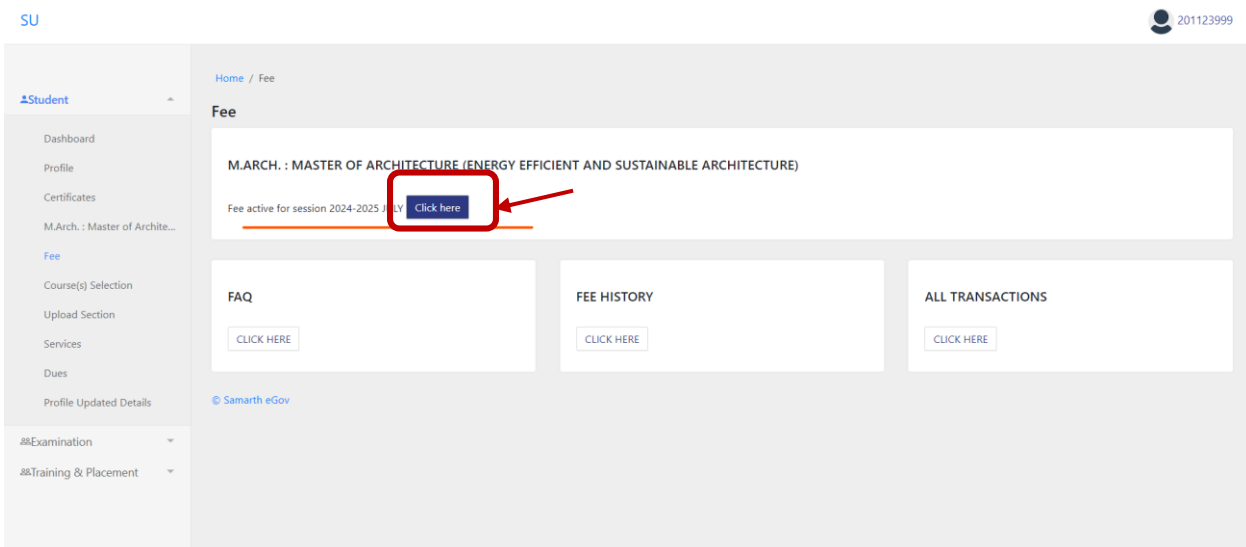 SU
201123999
Home / Fee
Student
Fee
Dashboard
Profile
Certificates
M.Arch. : Master of Archite...
Fee
Course(s) Selection
Upload Section
Services
Dues
Profile Updated Details
Examination
Training & Placement
M.ARCH. : MASTER OF ARCHITECTURE (ENERGY EFFICIENT AND SUSTAINABLE ARCHITECTURE)
Fee active for session 2024-2025 JULY Click here
FAQ
CLICK HERE
FEE HISTORY
CLICK HERE
ALL TRANSACTIONS
CLICK HERE
© Samarth eGov